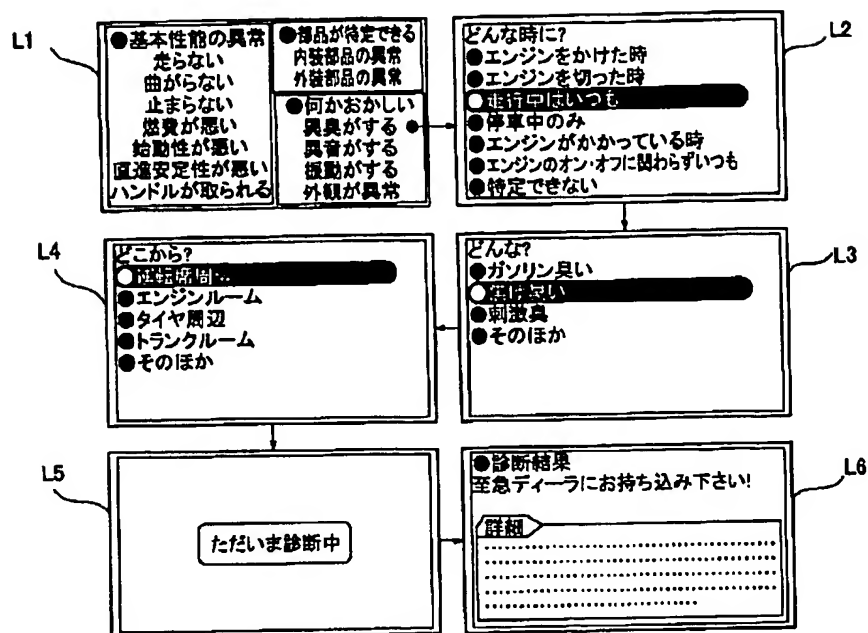 L1
●基本性能の異常
走らない
曲がらない
止まらない
燃費が悪い
始動性が悪い
直進安定性が悪い
ハンドルが取られる
●部品が特定できる
内装部品の異常
外装部品の異常
●何かおかしい
異臭がする
異音がする
振動がする
外観が異常
L2
どんな時に?
●エンジンをかけた時
●エンジンを切った時
走行中はいつも
●停車中のみ
●エンジンがかかっている時
●エンジンのオン・オフに関わらずいつも
●特定できない
L3
どんな?
●ガソリン臭い
●刺激臭
●そのほか
L4
どこから?
●エンジンルーム
●タイヤ周辺
●トランクルーム
●そのほか
L5
ただいま診断中
L6
●診断結果
至急ディーラにお持ち込み下さい!
詳細